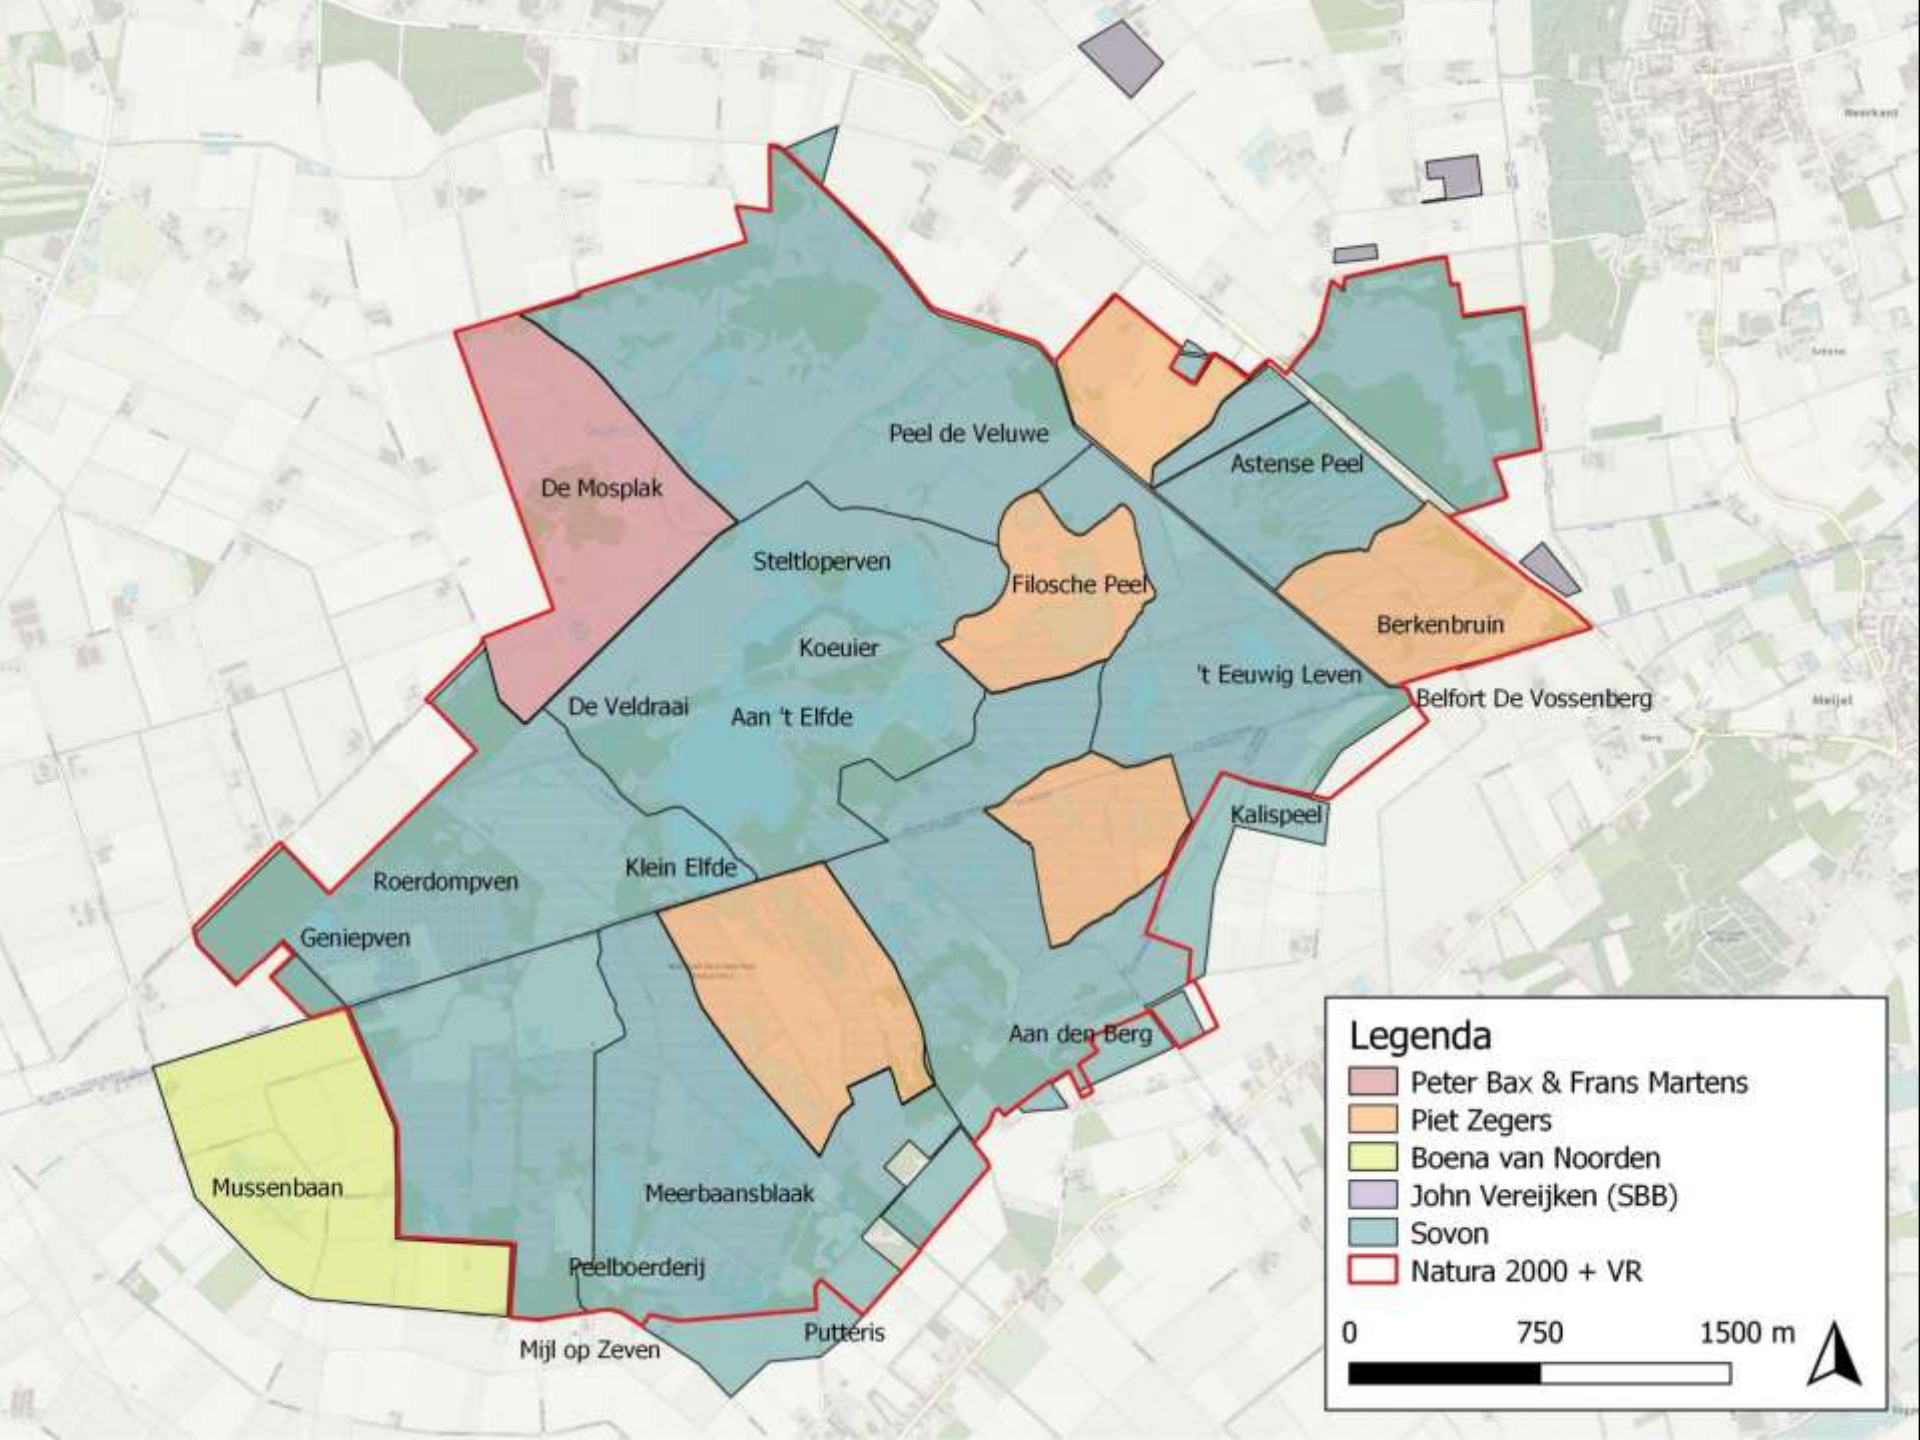 Neerkant
Peel de Veluwe
Astense Peel
De Mosplak
Steltloperven
Filosche Peel
Berkenbruin
Koeuier
't Eeuwig Leven
Belfort De Vossenberg
Meijel
De Veldraai
Aan 't Elfde
Kalispeel
Klein Elfde
Roerdompven
Geniepven
Aan den Berg
Mussenbaan
Meerbaansblaak
Peelboerderij
Putteris
Mijl op Zeven
Legenda
Peter Bax & Frans Martens
Piet Zegers
Boena van Noorden
John Vereijken (SBB)
Sovon
Natura 2000 + VR
0 750 1500 m